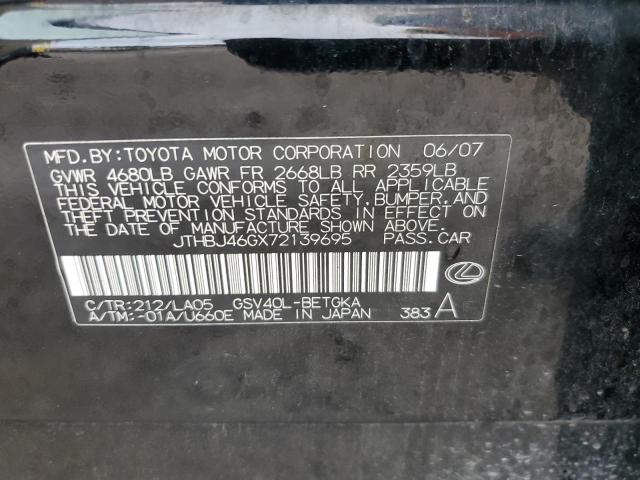 MFD.BY:TOYOTA MOTOR CORPORATION 06/07
GVWR 4680LB GAWR FR 2668LB RR 2359LB
THIS VEHICLE CONFORMS TO ALL APPLICABLE
FEDERAL MOTOR VEHICLE SAFETY,BUMPER, AND
THEFT PREVENTION STANDARDS IN EFFECT ON
THE DATE OF MANUFACTURE SHOWN ABOVE.
JTHBJ46GX72139695 PASS.CAR
C/TR:212/LA05 GSV40L-BETGKA
A/TM:-01A/U660E MADE IN JAPAN 383 A